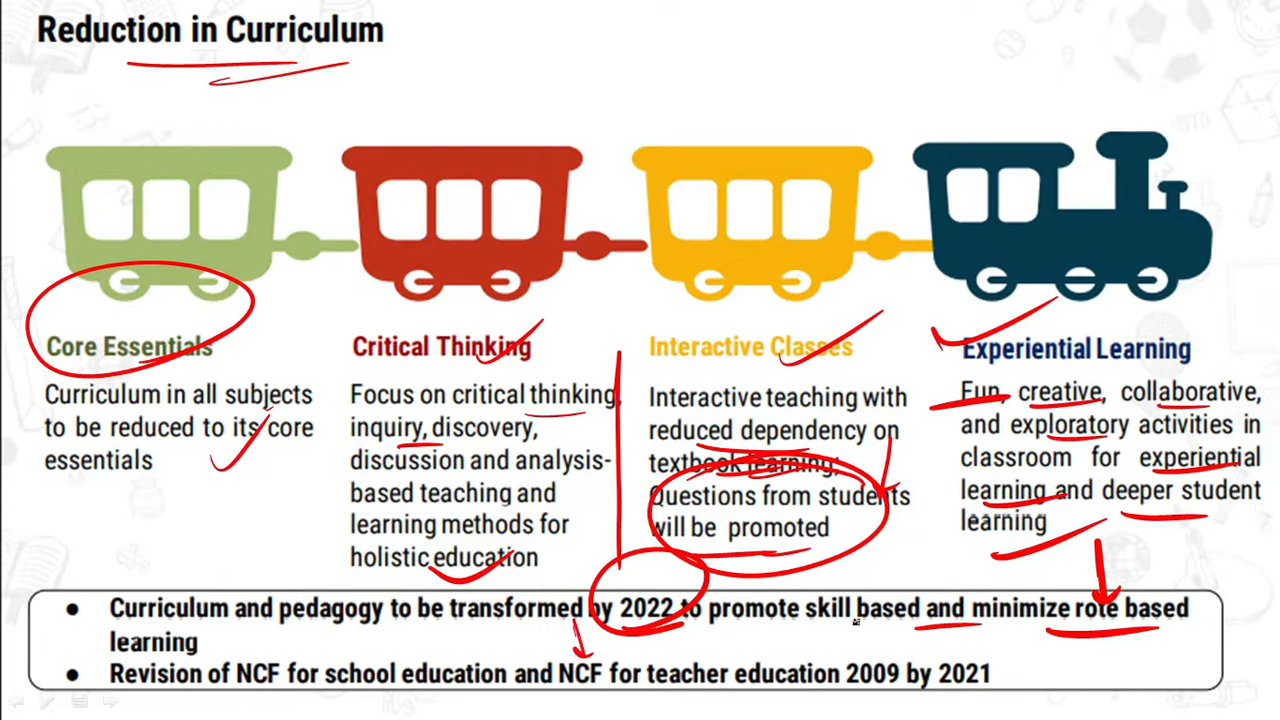 Reduction in Curriculum
Core Essentials
Curriculum in all subjects
to be reduced to its core
essentials
Critical Thinking
Focus on critical thinking,
inquiry, discovery,
discussion and analysis-
based teaching and
learning methods for
holistic education
Interactive Classes
Interactive teaching with
reduced dependency on
textbook learning;
Questions from students
will be promoted
Experiential Learning
Fun, creative, collaborative,
and exploratory activities in
classroom for experiential
learning and deeper student
learning
• Curriculum and pedagogy to be transformed by 2022 to promote skill based and minimize rote based
learning
• Revision of NCF for school education and NCF for teacher education 2009 by 2021